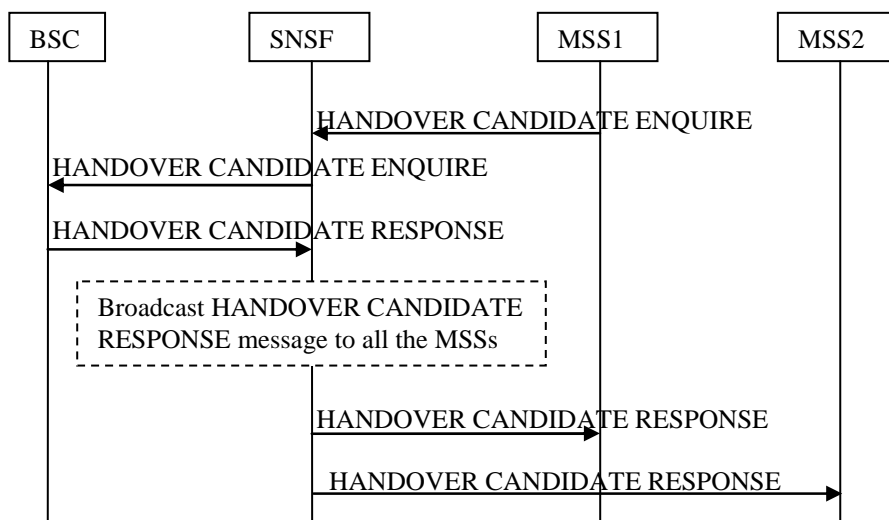 BSC
SNSF
MSS1
MSS2
HANDOVER CANDIDATE ENQUIRE
HANDOVER CANDIDATE ENQUIRE
HANDOVER CANDIDATE RESPONSE
Broadcast HANDOVER CANDIDATE
RESPONSE message to all the MSSs
HANDOVER CANDIDATE RESPONSE
HANDOVER CANDIDATE RESPONSE